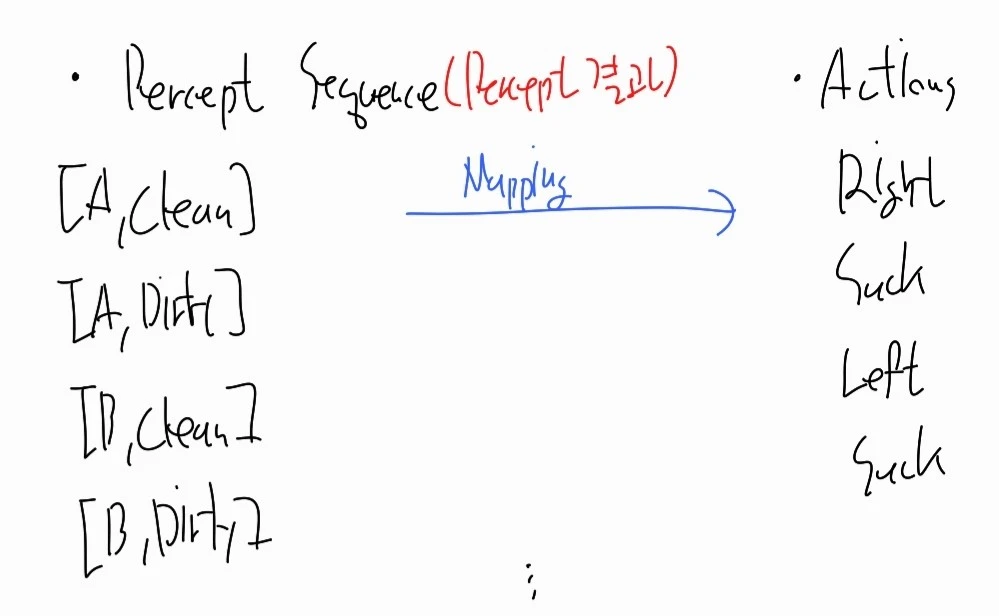 • Percept Sequence(Percept 결과) • Actions
Mapping
[A,Clean] Right
[A,Dirty] Suck
[B,Clean] Left
[B,Dirty] Suck
⋮